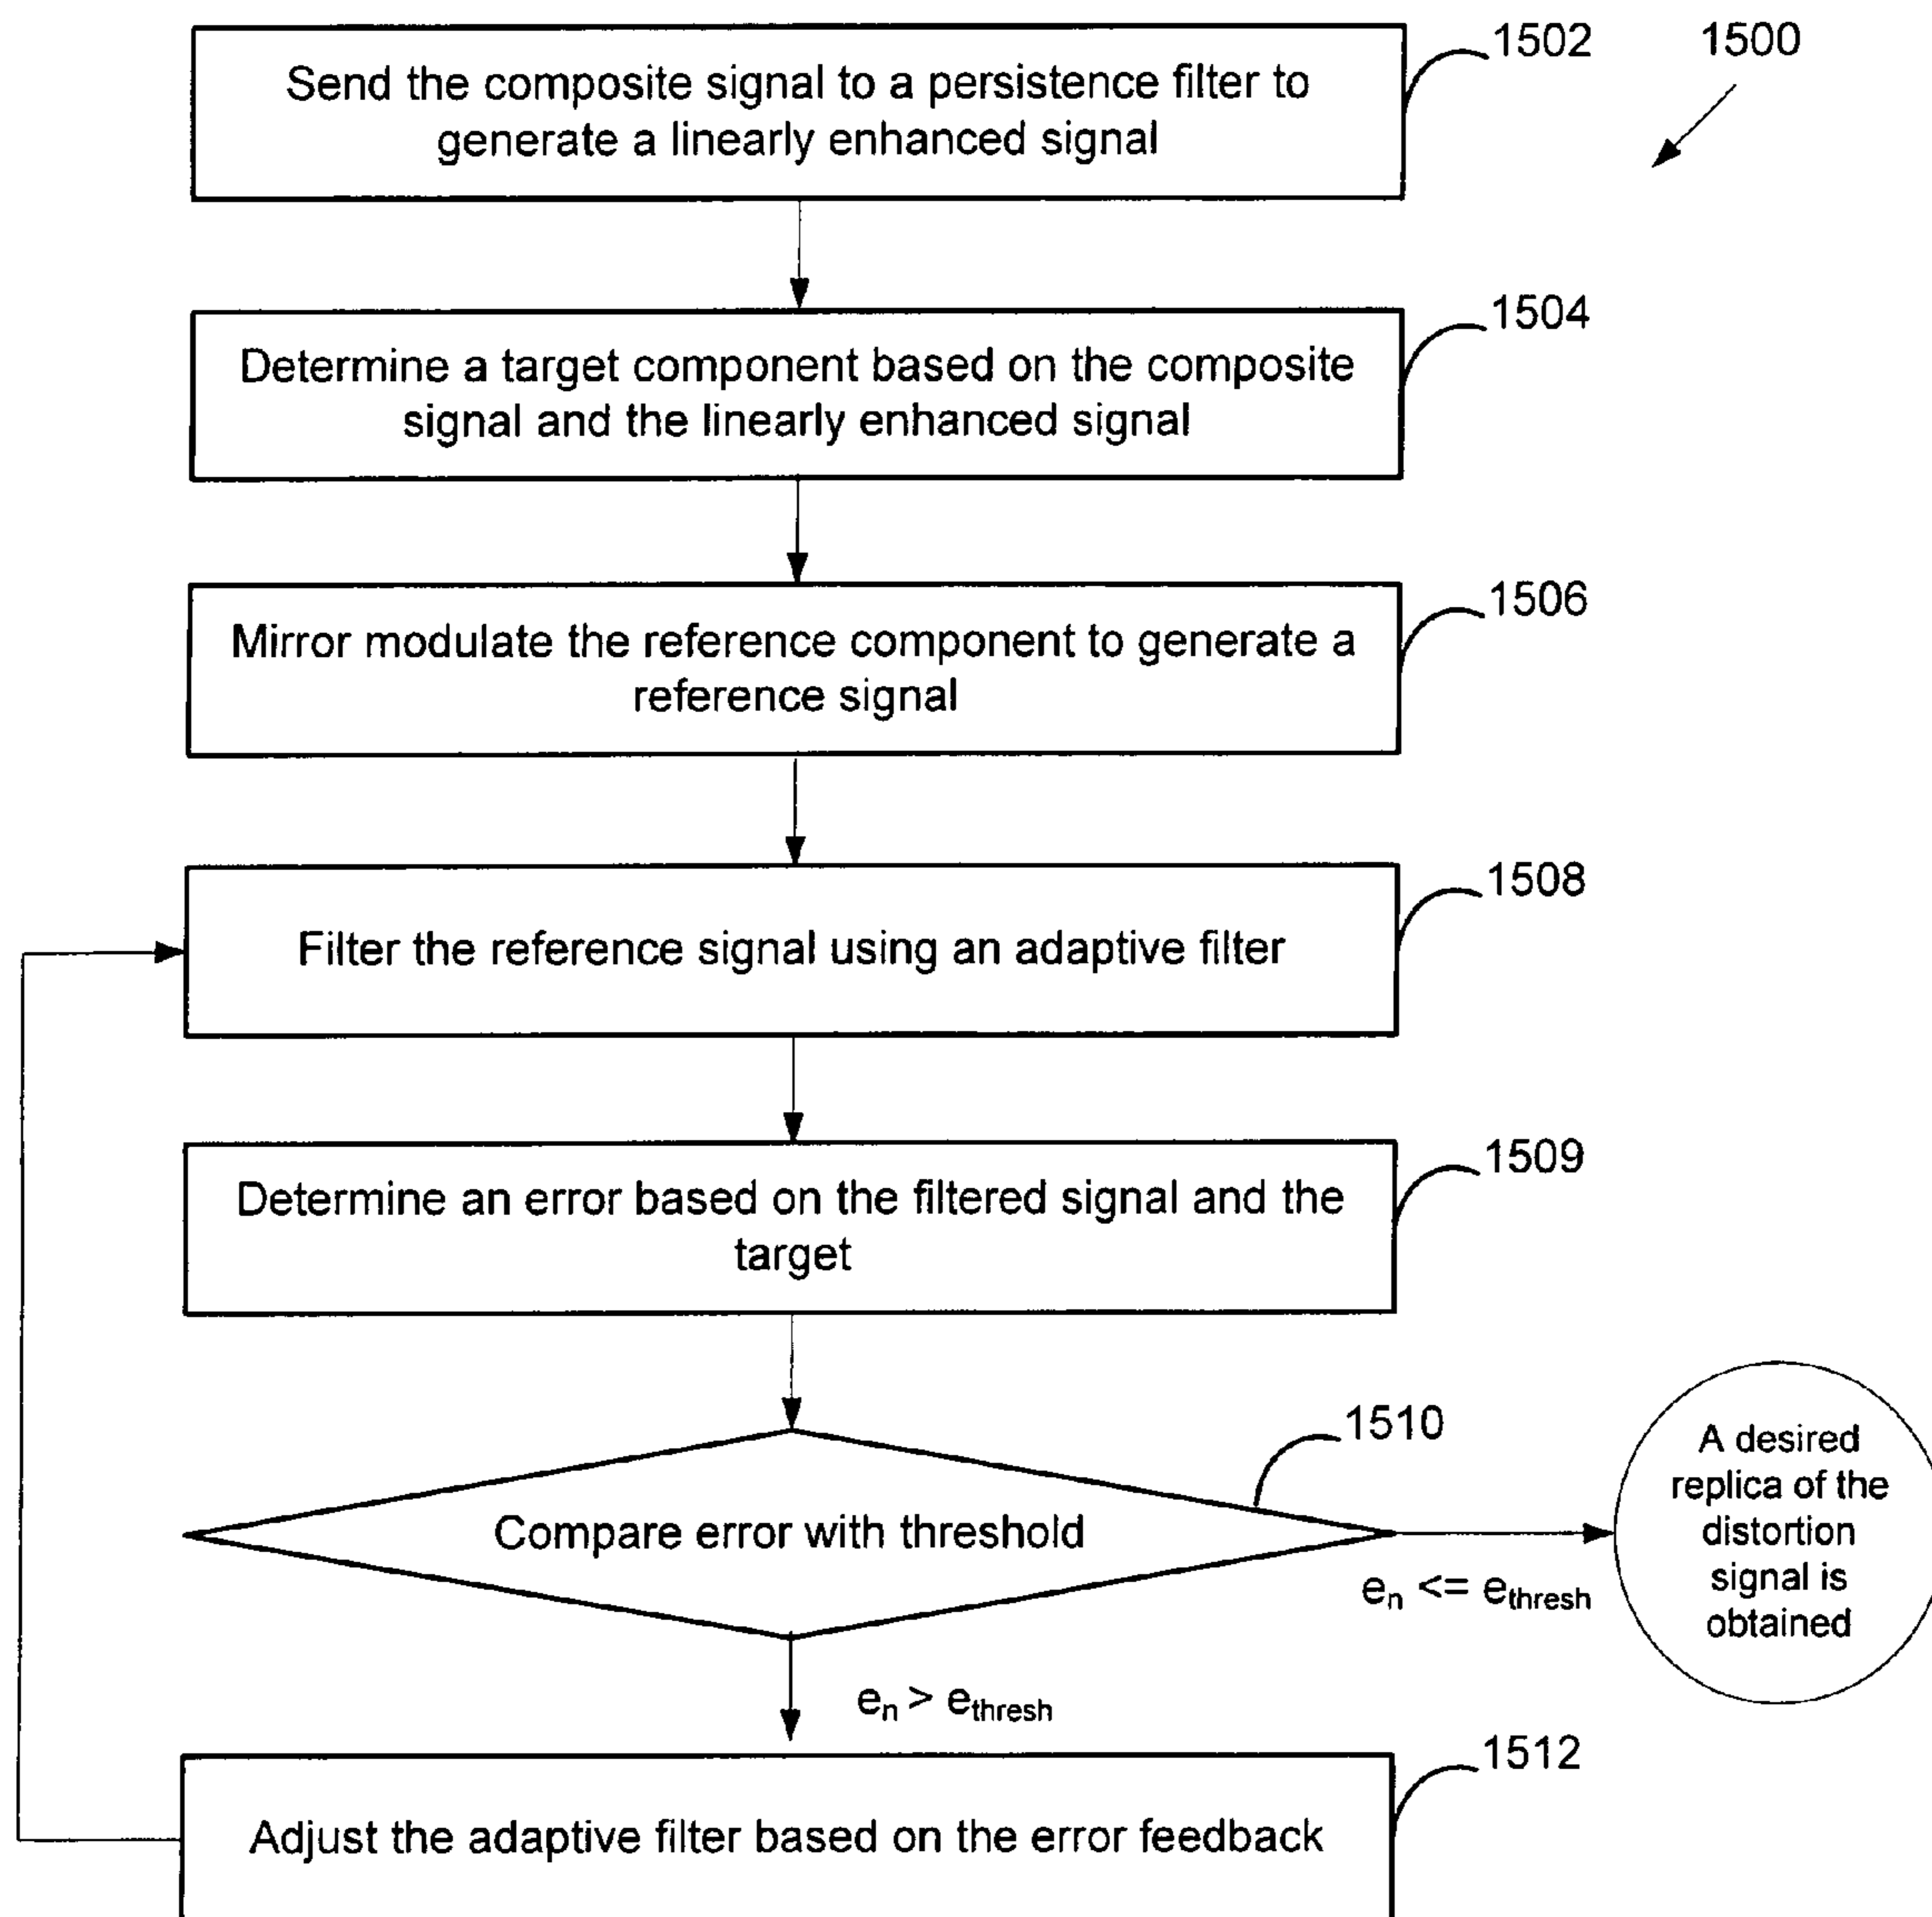 1500
Send the composite signal to a persistence filter to
generate a linearly enhanced signal
1502
Determine a target component based on the composite
signal and the linearly enhanced signal
1504
Mirror modulate the reference component to generate a
reference signal
1506
Filter the reference signal using an adaptive filter
1508
Determine an error based on the filtered signal and the
target
1509
Compare error with threshold
1510
e_n <= e_thresh
A desired
replica of the
distortion
signal is
obtained
e_n > e_thresh
Adjust the adaptive filter based on the error feedback
1512